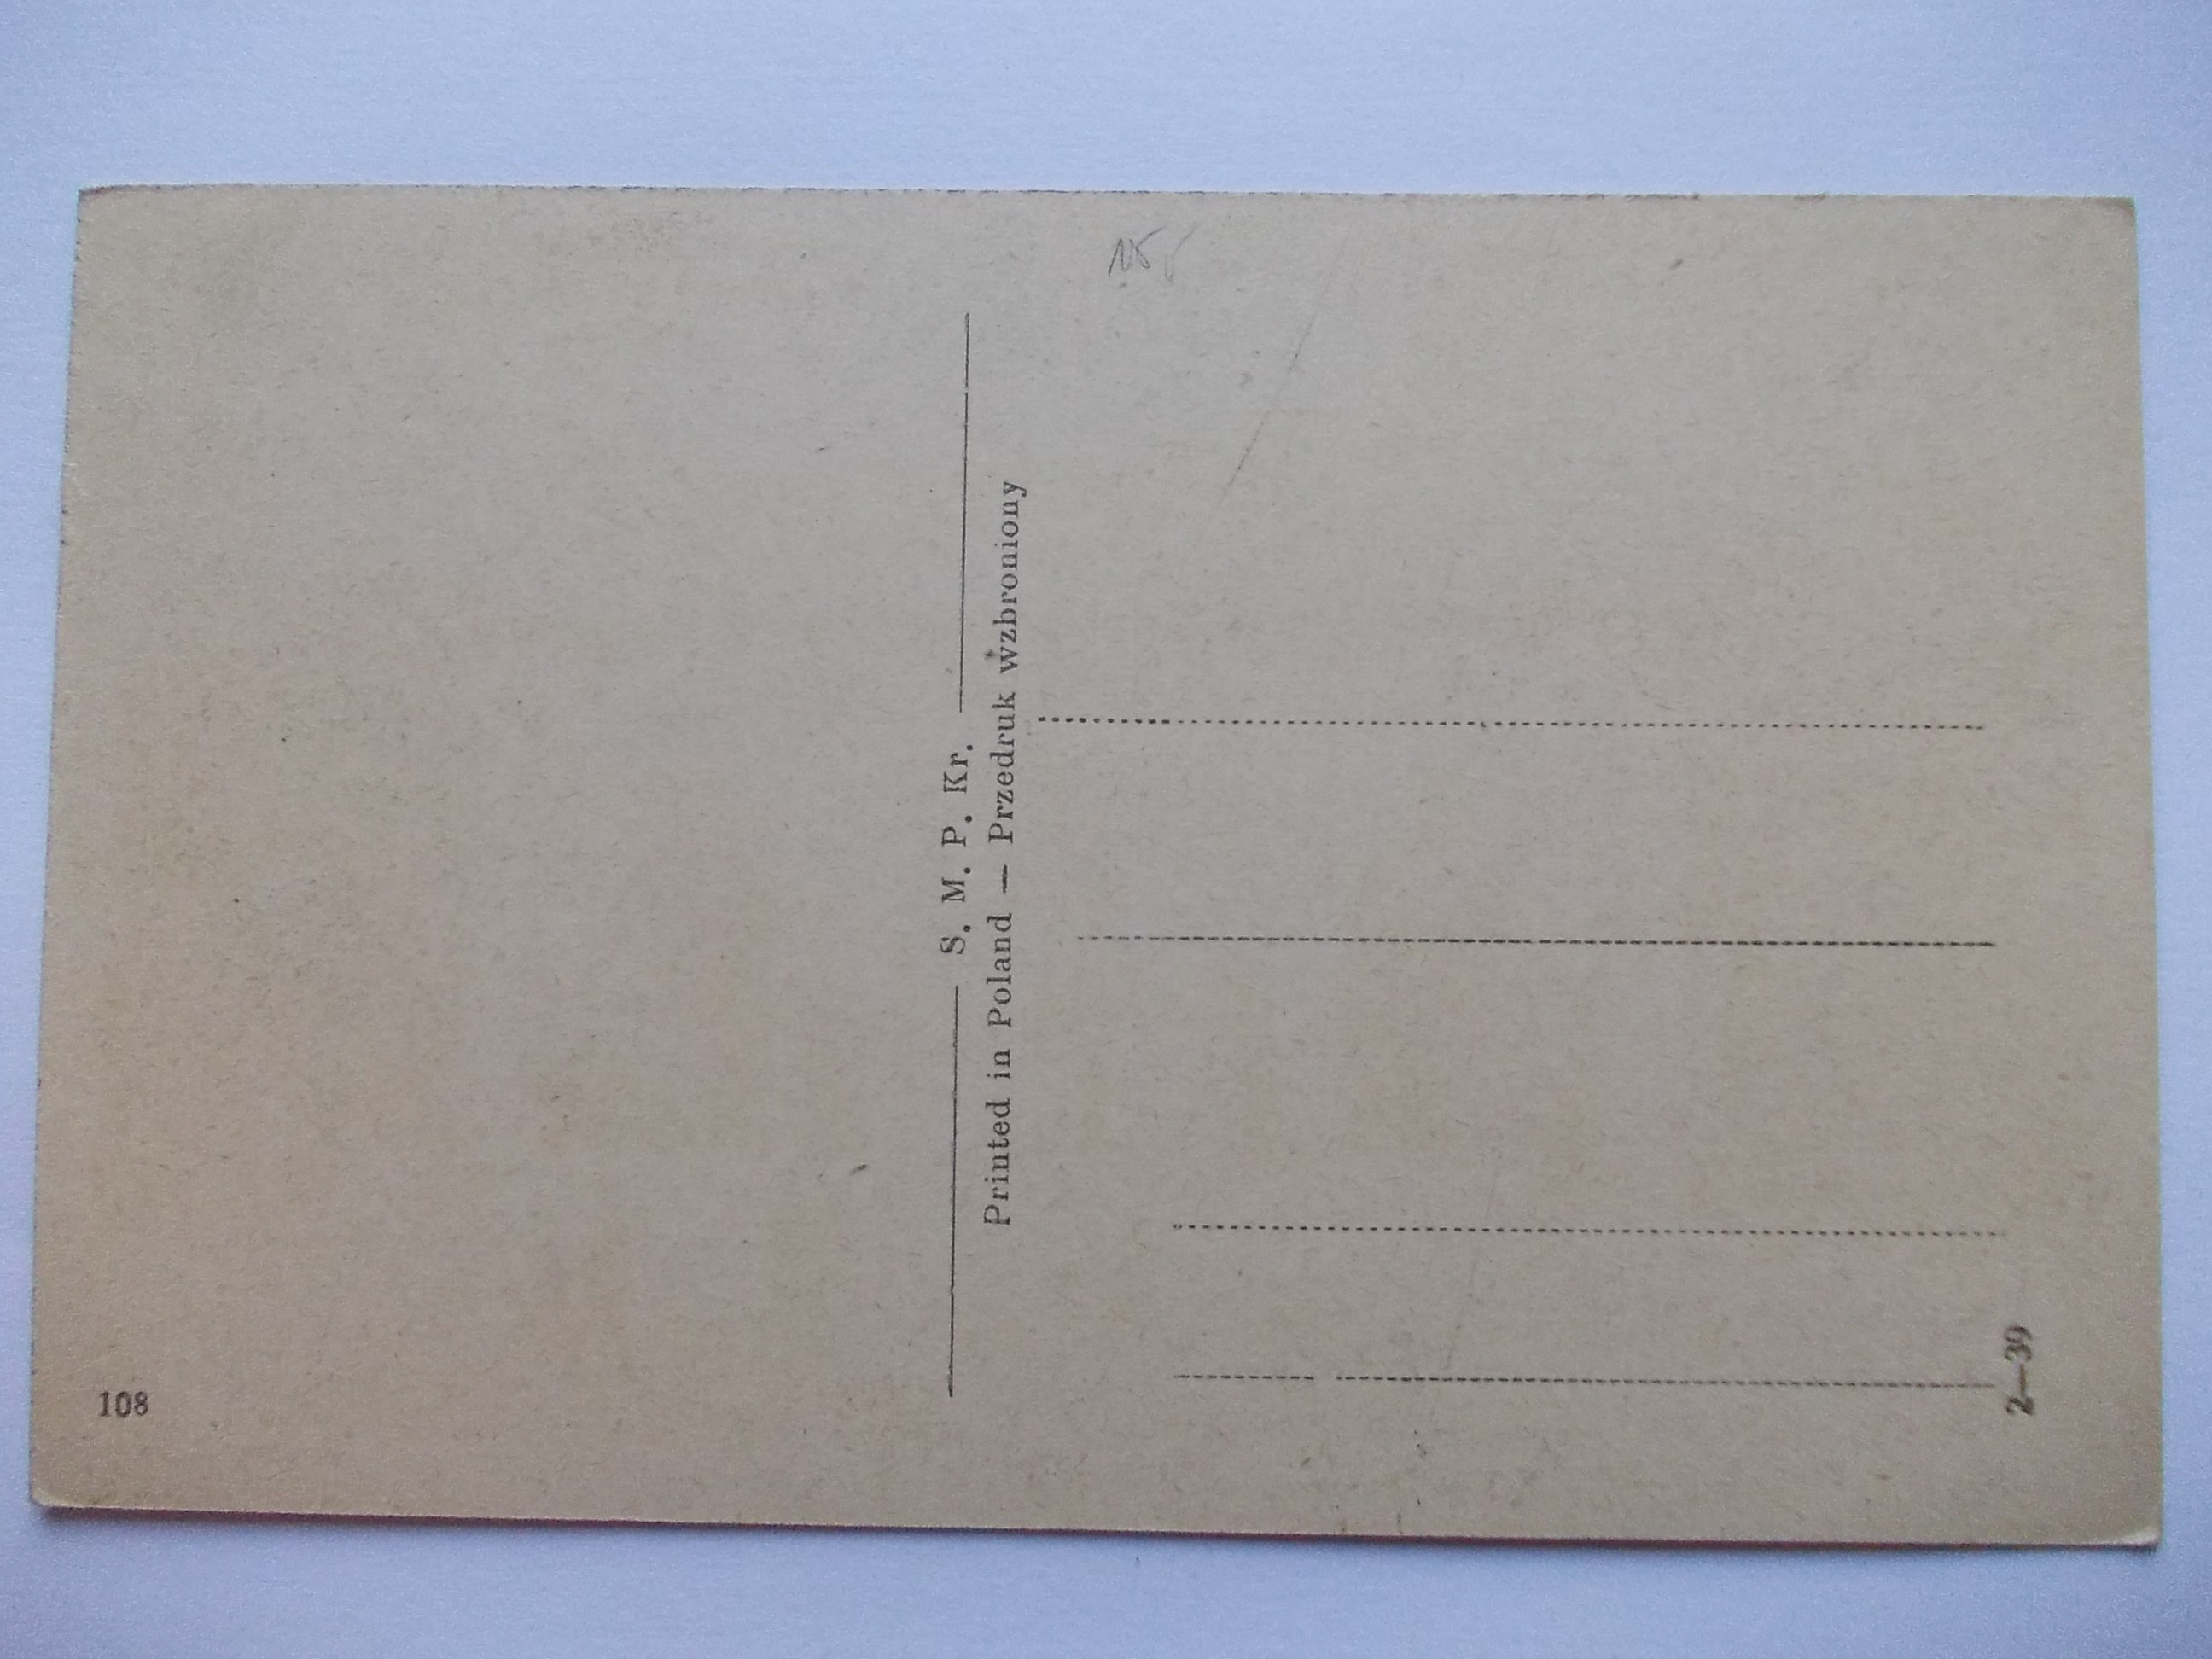 S. M. P. Kr.
Printed in Poland — Przedruk wzbroniony
108
2—39